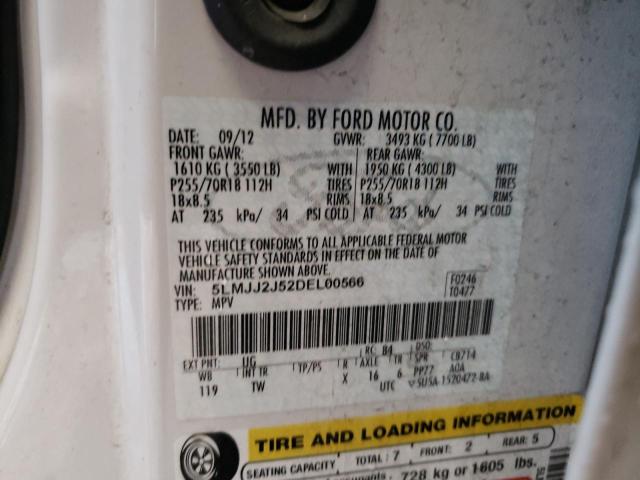 MFD. BY FORD MOTOR CO.
DATE: 09/12 GVWR: 3493 KG ( 7700 LB)
FRONT GAWR: REAR GAWR:
1610 KG ( 3550 LB) WITH 1950 KG ( 4300 LB) WITH
P255/70R18 112H TIRES P255/70R18 112H TIRES
18x8.5 RIMS 18x8.5 RIMS
AT 235 kPa/ 34 PSI COLD AT 235 kPa/ 34 PSI COLD
THIS VEHICLE CONFORMS TO ALL APPLICABLE FEDERAL MOTOR
VEHICLE SAFETY STANDARDS IN EFFECT ON THE DATE OF
MANUFACTURE SHOWN ABOVE.
VIN: 5LMJJ2J52DEL00566 F0246
TYPE: MPV T0477
EXT PNT: UG RC: B4 DSO:
WB INT TR TP/PS R AXLE TR SPR C8714
119 TW X 16 6 PP77 AOA
UTC ▽5U5A-1520472-BA
TIRE AND LOADING INFORMATION
SEATING CAPACITY TOTAL : 7 FRONT: 2 REAR: 5
728 kg or 1605 lbs.